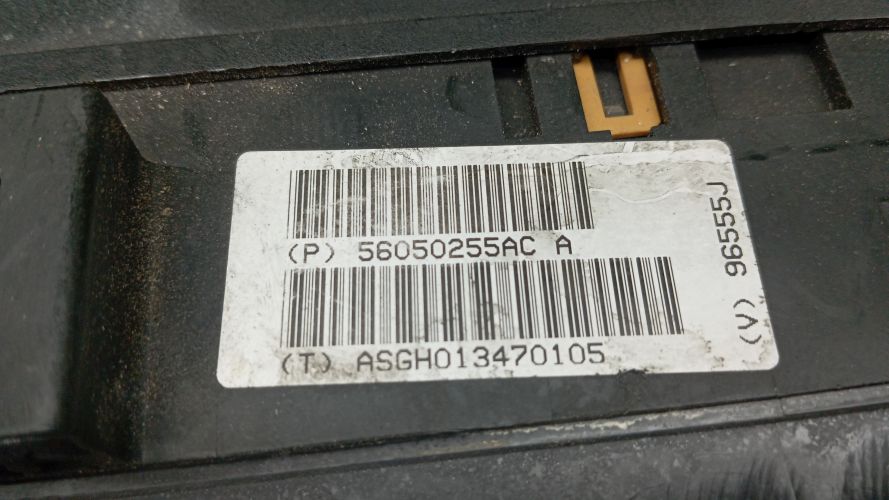 (P) 56050255AC A
(T) ASGH013470105
(V) 96555J